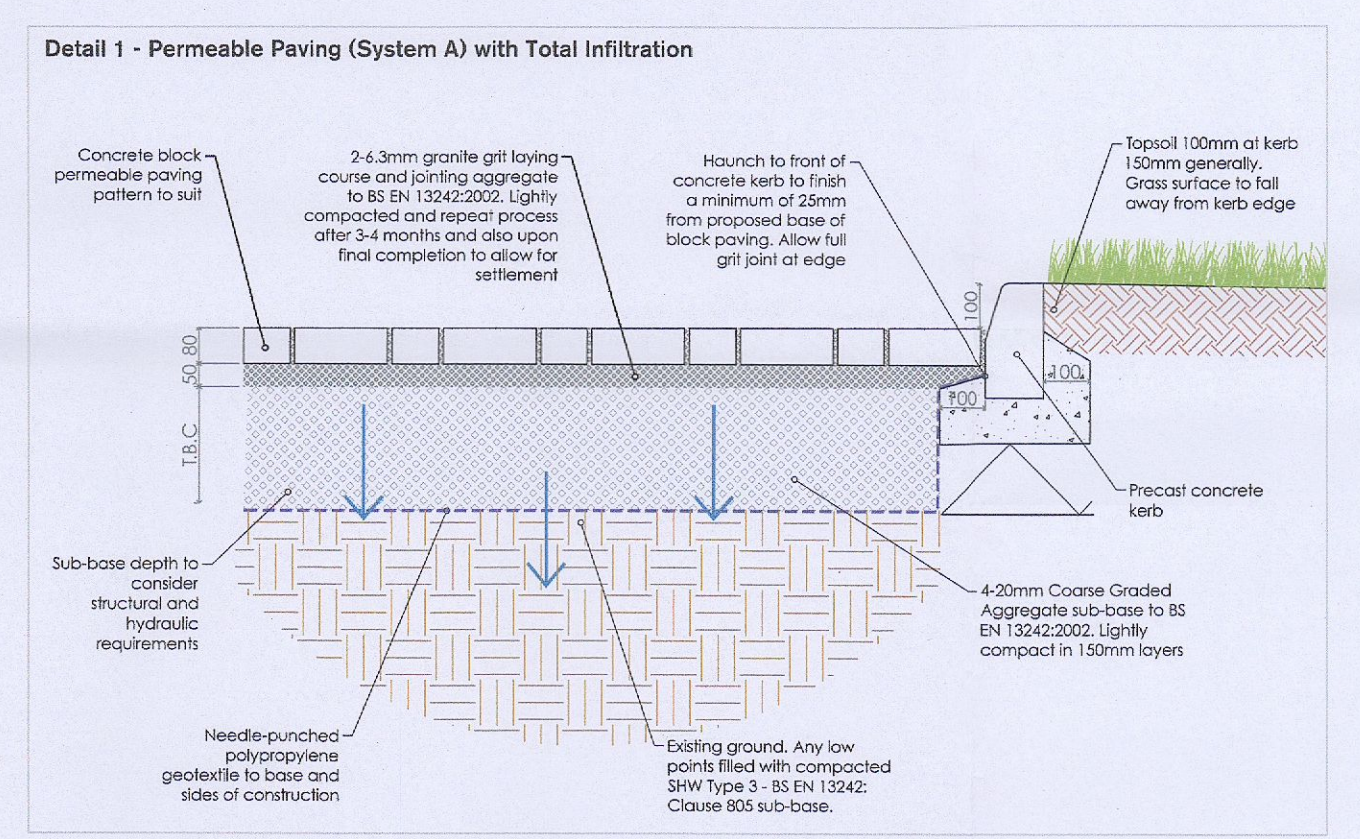 Detail 1 - Permeable Paving (System A) with Total Infiltration
Concrete block
permeable paving
pattern to suit
2-6.3mm granite grit laying
course and jointing aggregate
to BS EN 13242:2002. Lightly
compacted and repeat process
after 3-4 months and also upon
final completion to allow for
settlement
Haunch to front of
concrete kerb to finish
a minimum of 25mm
from proposed base of
block paving. Allow full
grit joint at edge
Topsoil 100mm at kerb
150mm generally.
Grass surface to fall
away from kerb edge
100
80
50
100
100
T.B.C
Precast concrete
kerb
Sub-base depth to
consider
structural and
hydraulic
requirements
4-20mm Coarse Graded
Aggregate sub-base to BS
EN 13242:2002. Lightly
compact in 150mm layers
Needle-punched
polypropylene
geotextile to base and
sides of construction
Existing ground. Any low
points filled with compacted
SHW Type 3 - BS EN 13242:
Clause 805 sub-base.